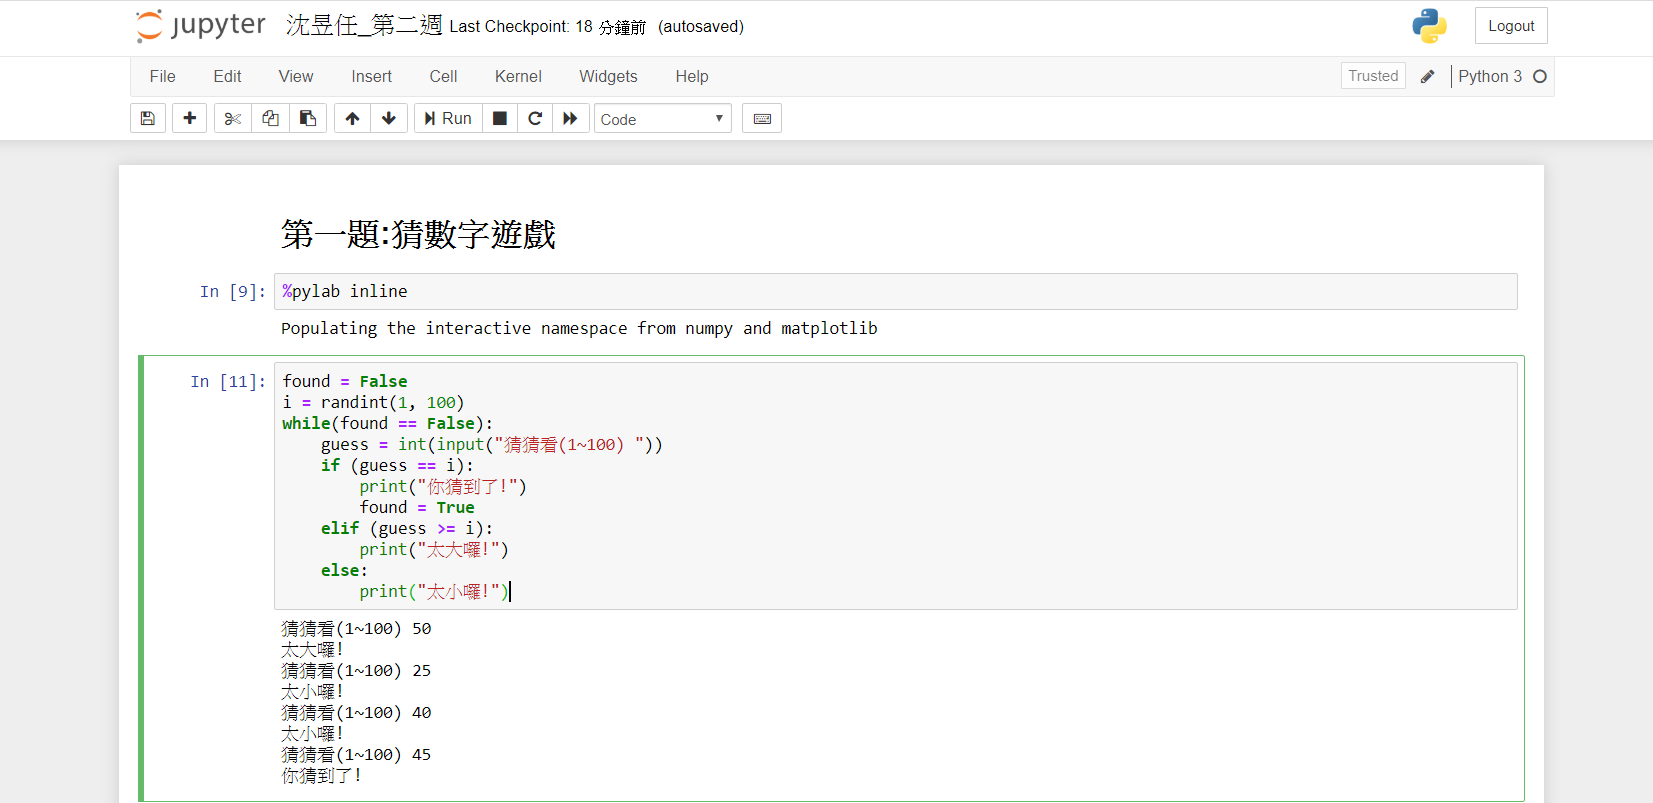 jupyter 沈昱任_第二週 Last Checkpoint: 18 分鐘前 (autosaved) Logout
File Edit View Insert Cell Kernel Widgets Help Trusted Python 3
Run Code
第一題:猜數字遊戲
In [9]: %pylab inline
Populating the interactive namespace from numpy and matplotlib
In [11]: found = False
i = randint(1, 100)
while(found == False):
    guess = int(input("猜猜看(1~100) "))
    if (guess == i):
        print("你猜到了!")
        found = True
    elif (guess >= i):
        print("太大囉!")
    else:
        print("太小囉!")
猜猜看(1~100) 50
太大囉!
猜猜看(1~100) 25
太小囉!
猜猜看(1~100) 40
太小囉!
猜猜看(1~100) 45
你猜到了!